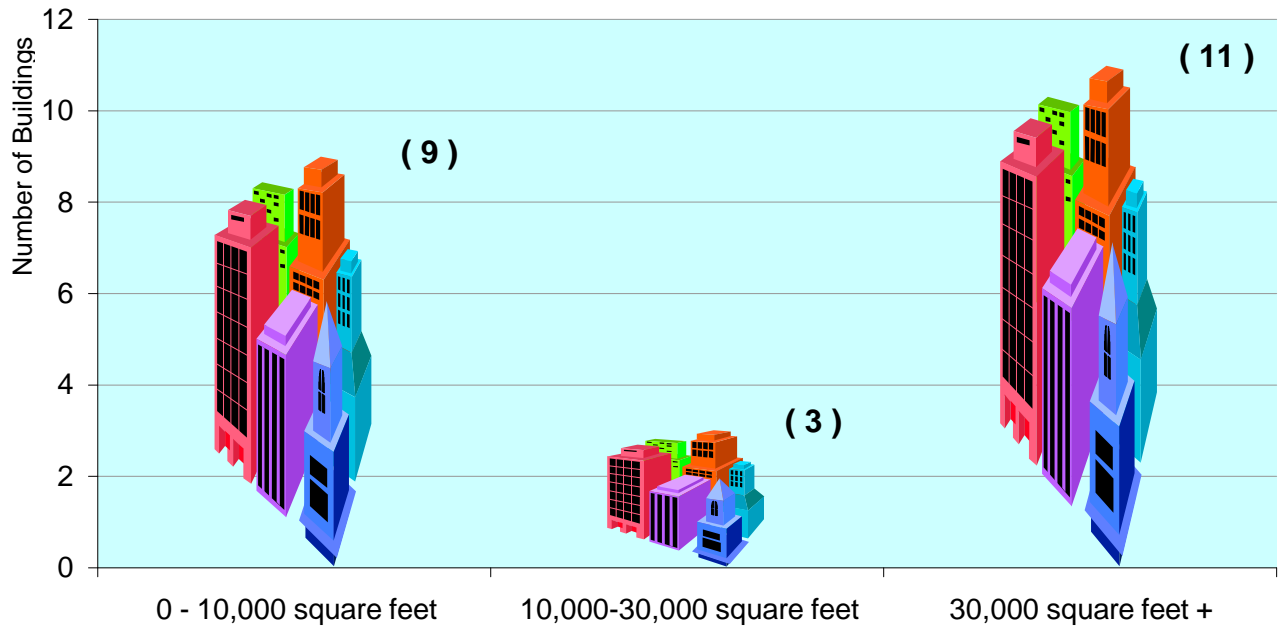 Number of Buildings
12
10
8
6
4
2
0
( 9 )
( 3 )
( 11 )
0 - 10,000 square feet
10,000-30,000 square feet
30,000 square feet +